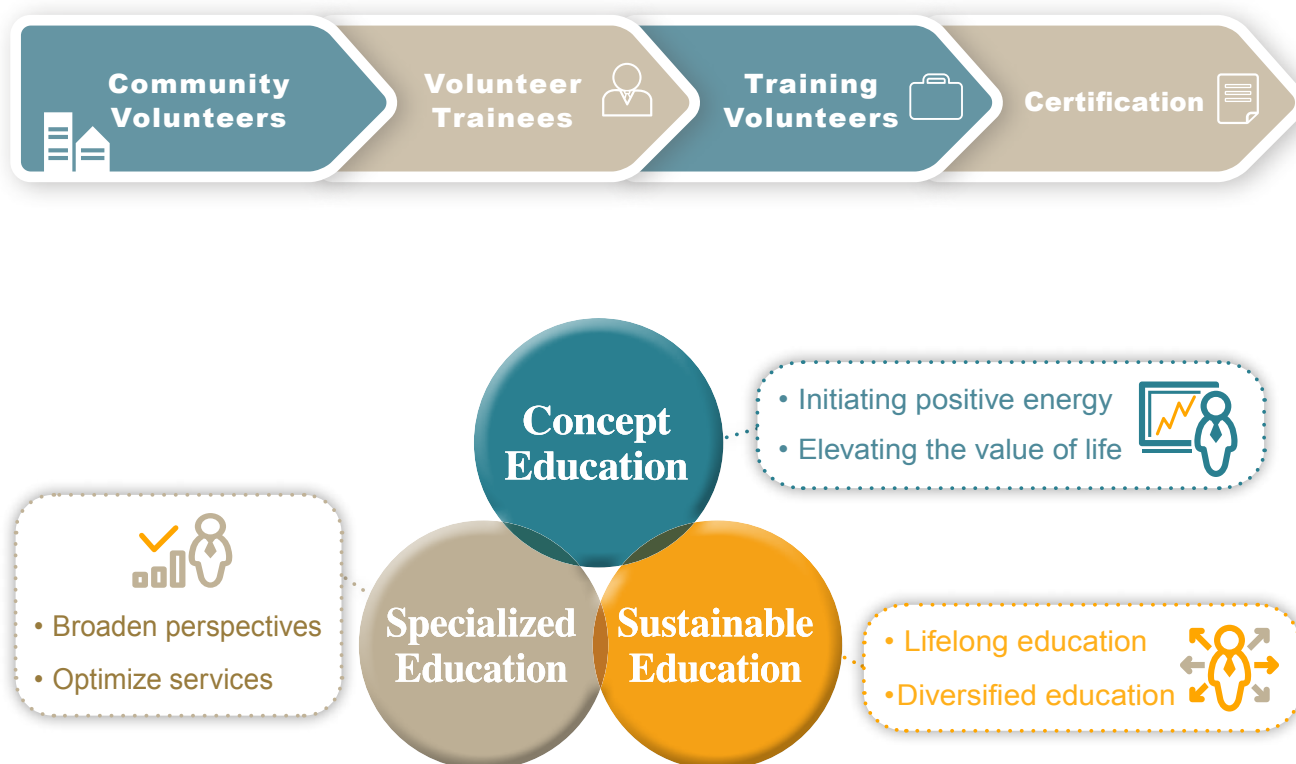 Community
Volunteers
Volunteer
Trainees
Training
Volunteers
Certification
Concept
Education
• Initiating positive energy
• Elevating the value of life
Specialized
Education
• Broaden perspectives
• Optimize services
Sustainable
Education
• Lifelong education
•Diversified education